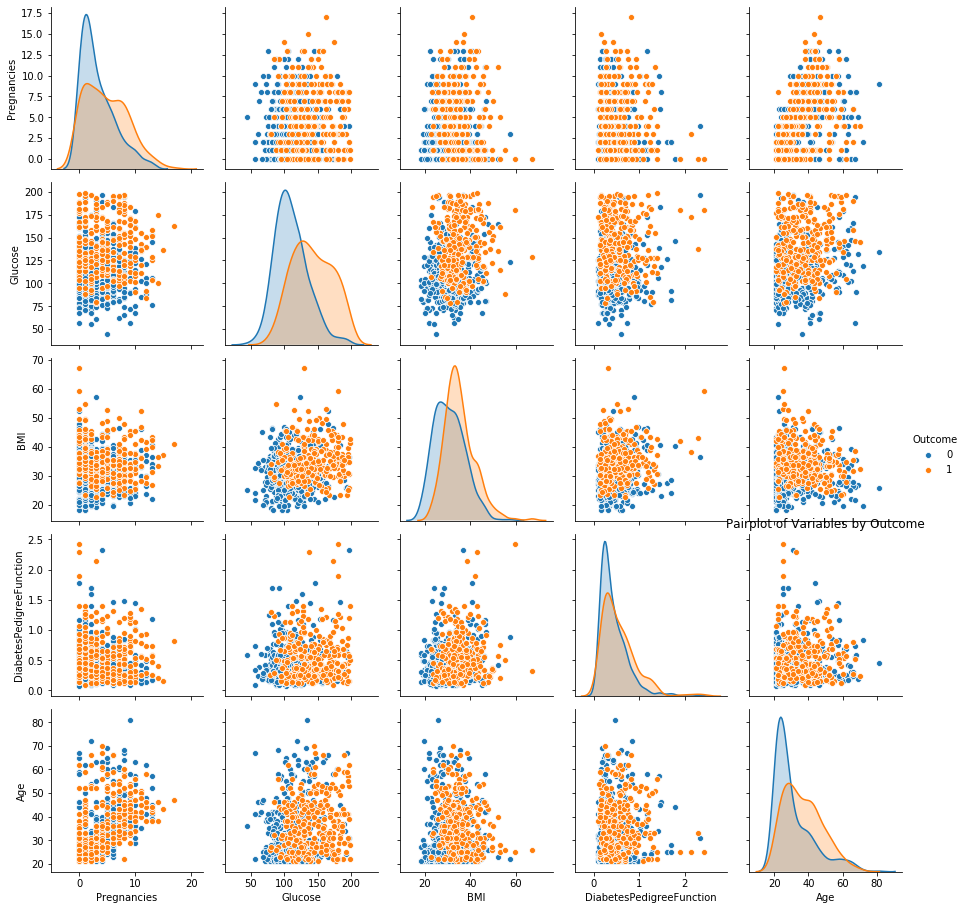 17.5
15.0
12.5
10.0
7.5
5.0
2.5
0.0
Pregnancies
200
175
150
125
100
75
50
Glucose
70
60
50
40
30
20
BMI
Outcome
0
1
Pairplot of Variables by Outcome
2.5
2.0
1.5
1.0
0.5
0.0
DiabetesPedigreeFunction
80
70
60
50
40
30
20
Age
0 10 20
50 100 150 200
20 40 60
0 1 2
20 40 60 80
Pregnancies
Glucose
BMI
DiabetesPedigreeFunction
Age